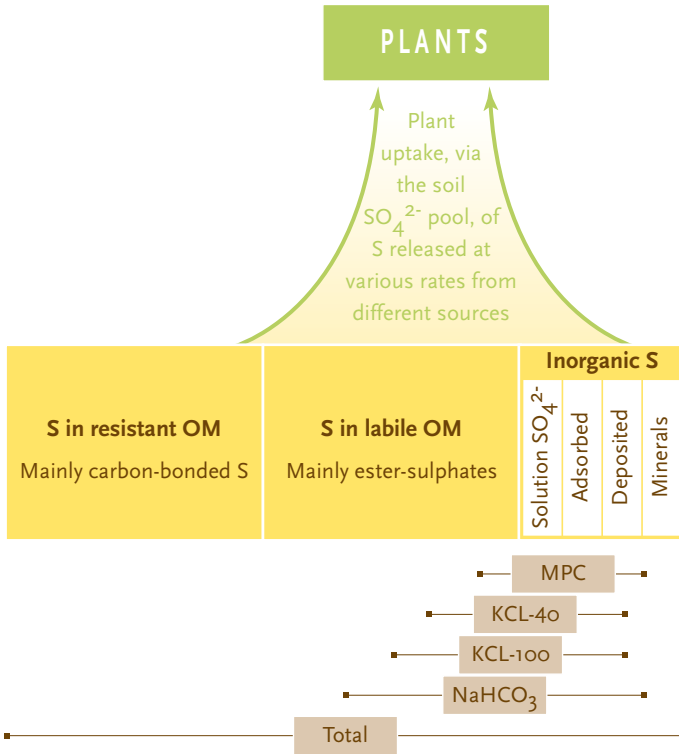 PLANTS
Plant
uptake, via
the soil
SO₄²⁻ pool, of
S released at
various rates from
different sources
Inorganic S
S in resistant OM
Mainly carbon-bonded S
S in labile OM
Mainly ester-sulphates
Solution SO₄²⁻
Adsorbed
Deposited
Minerals
MPC
KCL-40
KCL-100
NaHCO₃
Total